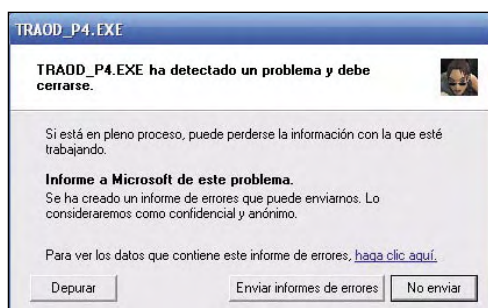 TRAOD_P4.EXE
TRAOD_P4.EXE ha detectado un problema y debe
cerrarse.
Si está en pleno proceso, puede perderse la información con la que esté
trabajando.
Informe a Microsoft de este problema.
Se ha creado un informe de errores que puede enviarnos. Lo
consideraremos como confidencial y anónimo.
Para ver los datos que contiene este informe de errores, haga clic aquí.
Depurar
Enviar informes de errores
No enviar